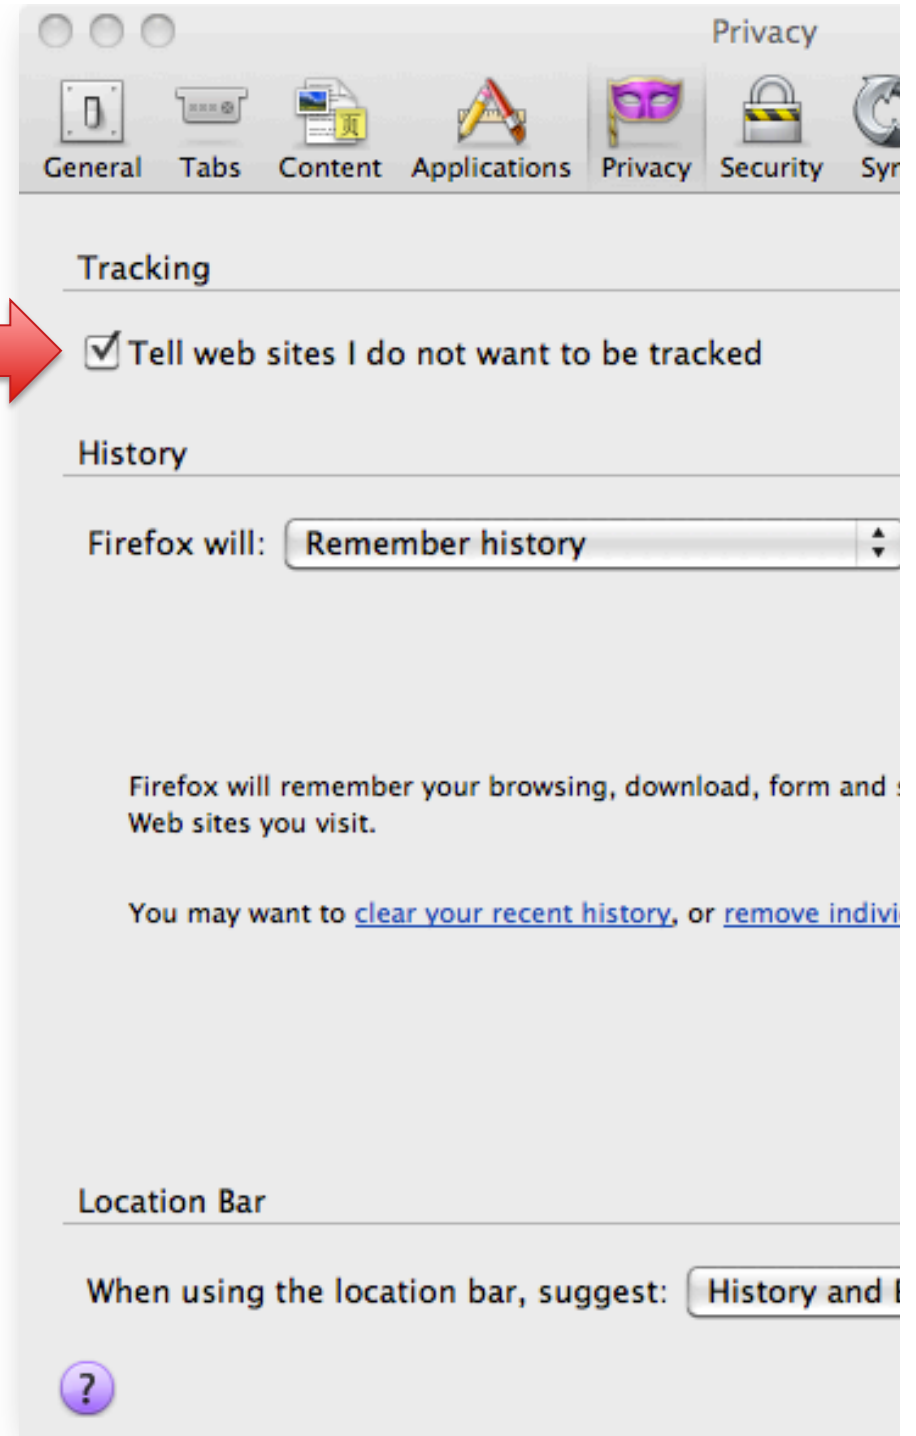 Privacy
General Tabs Content Applications Privacy Security
Tracking
Tell web sites I do not want to be tracked
History
Firefox will: Remember history
Firefox will remember your browsing, download, form and
Web sites you visit.
You may want to clear your recent history, or remove
Location Bar
When using the location bar, suggest: History and
?